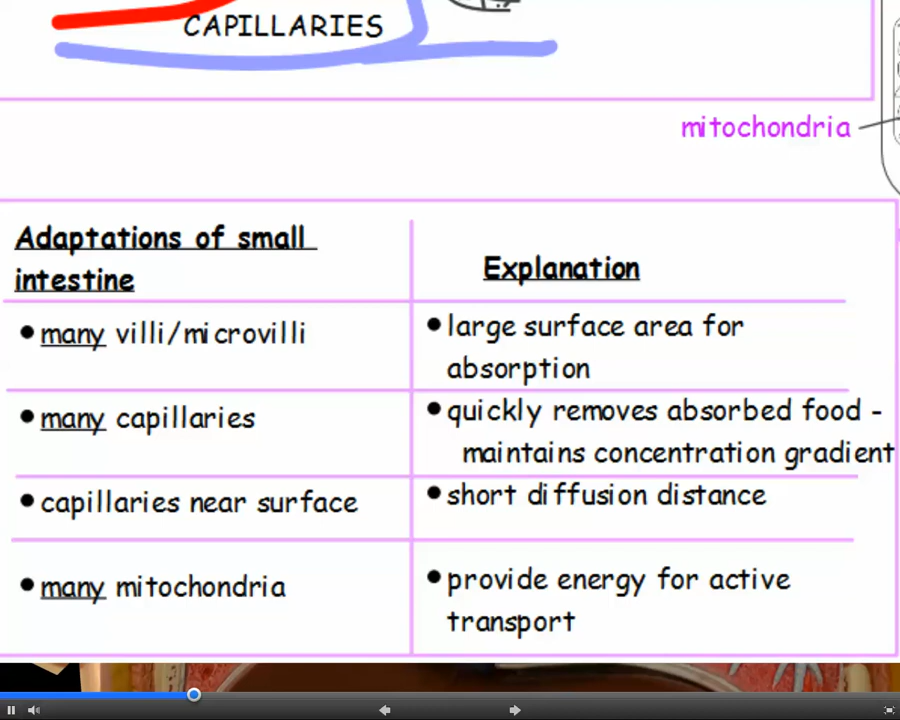 CAPILLARIES
mitochondria
Adaptations of small
intestine
Explanation
• many villi/microvilli
• large surface area for
absorption
• many capillaries
• quickly removes absorbed food -
maintains concentration gradient
• capillaries near surface
• short diffusion distance
• many mitochondria
• provide energy for active
transport